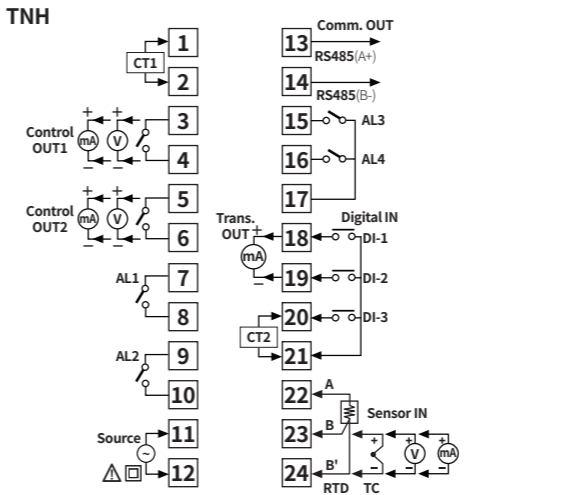 TNH
1
CT1
2
+ +
3
Control
OUT1
mA V
4
− −
+ +
5
Control
OUT2
mA V
6
− −
AL1
7
8
AL2
9
10
Source
11
~
12
Comm. OUT
13
RS485(A+)
14
RS485(B-)
15 AL3
16 AL4
17
Trans.
OUT
Digital IN
+
18 DI-1
mA
19 DI-2
−
20 DI-3
CT2
21
22 A
Sensor IN
23 B
+ + +
V mA
− − −
24 B'
RTD TC